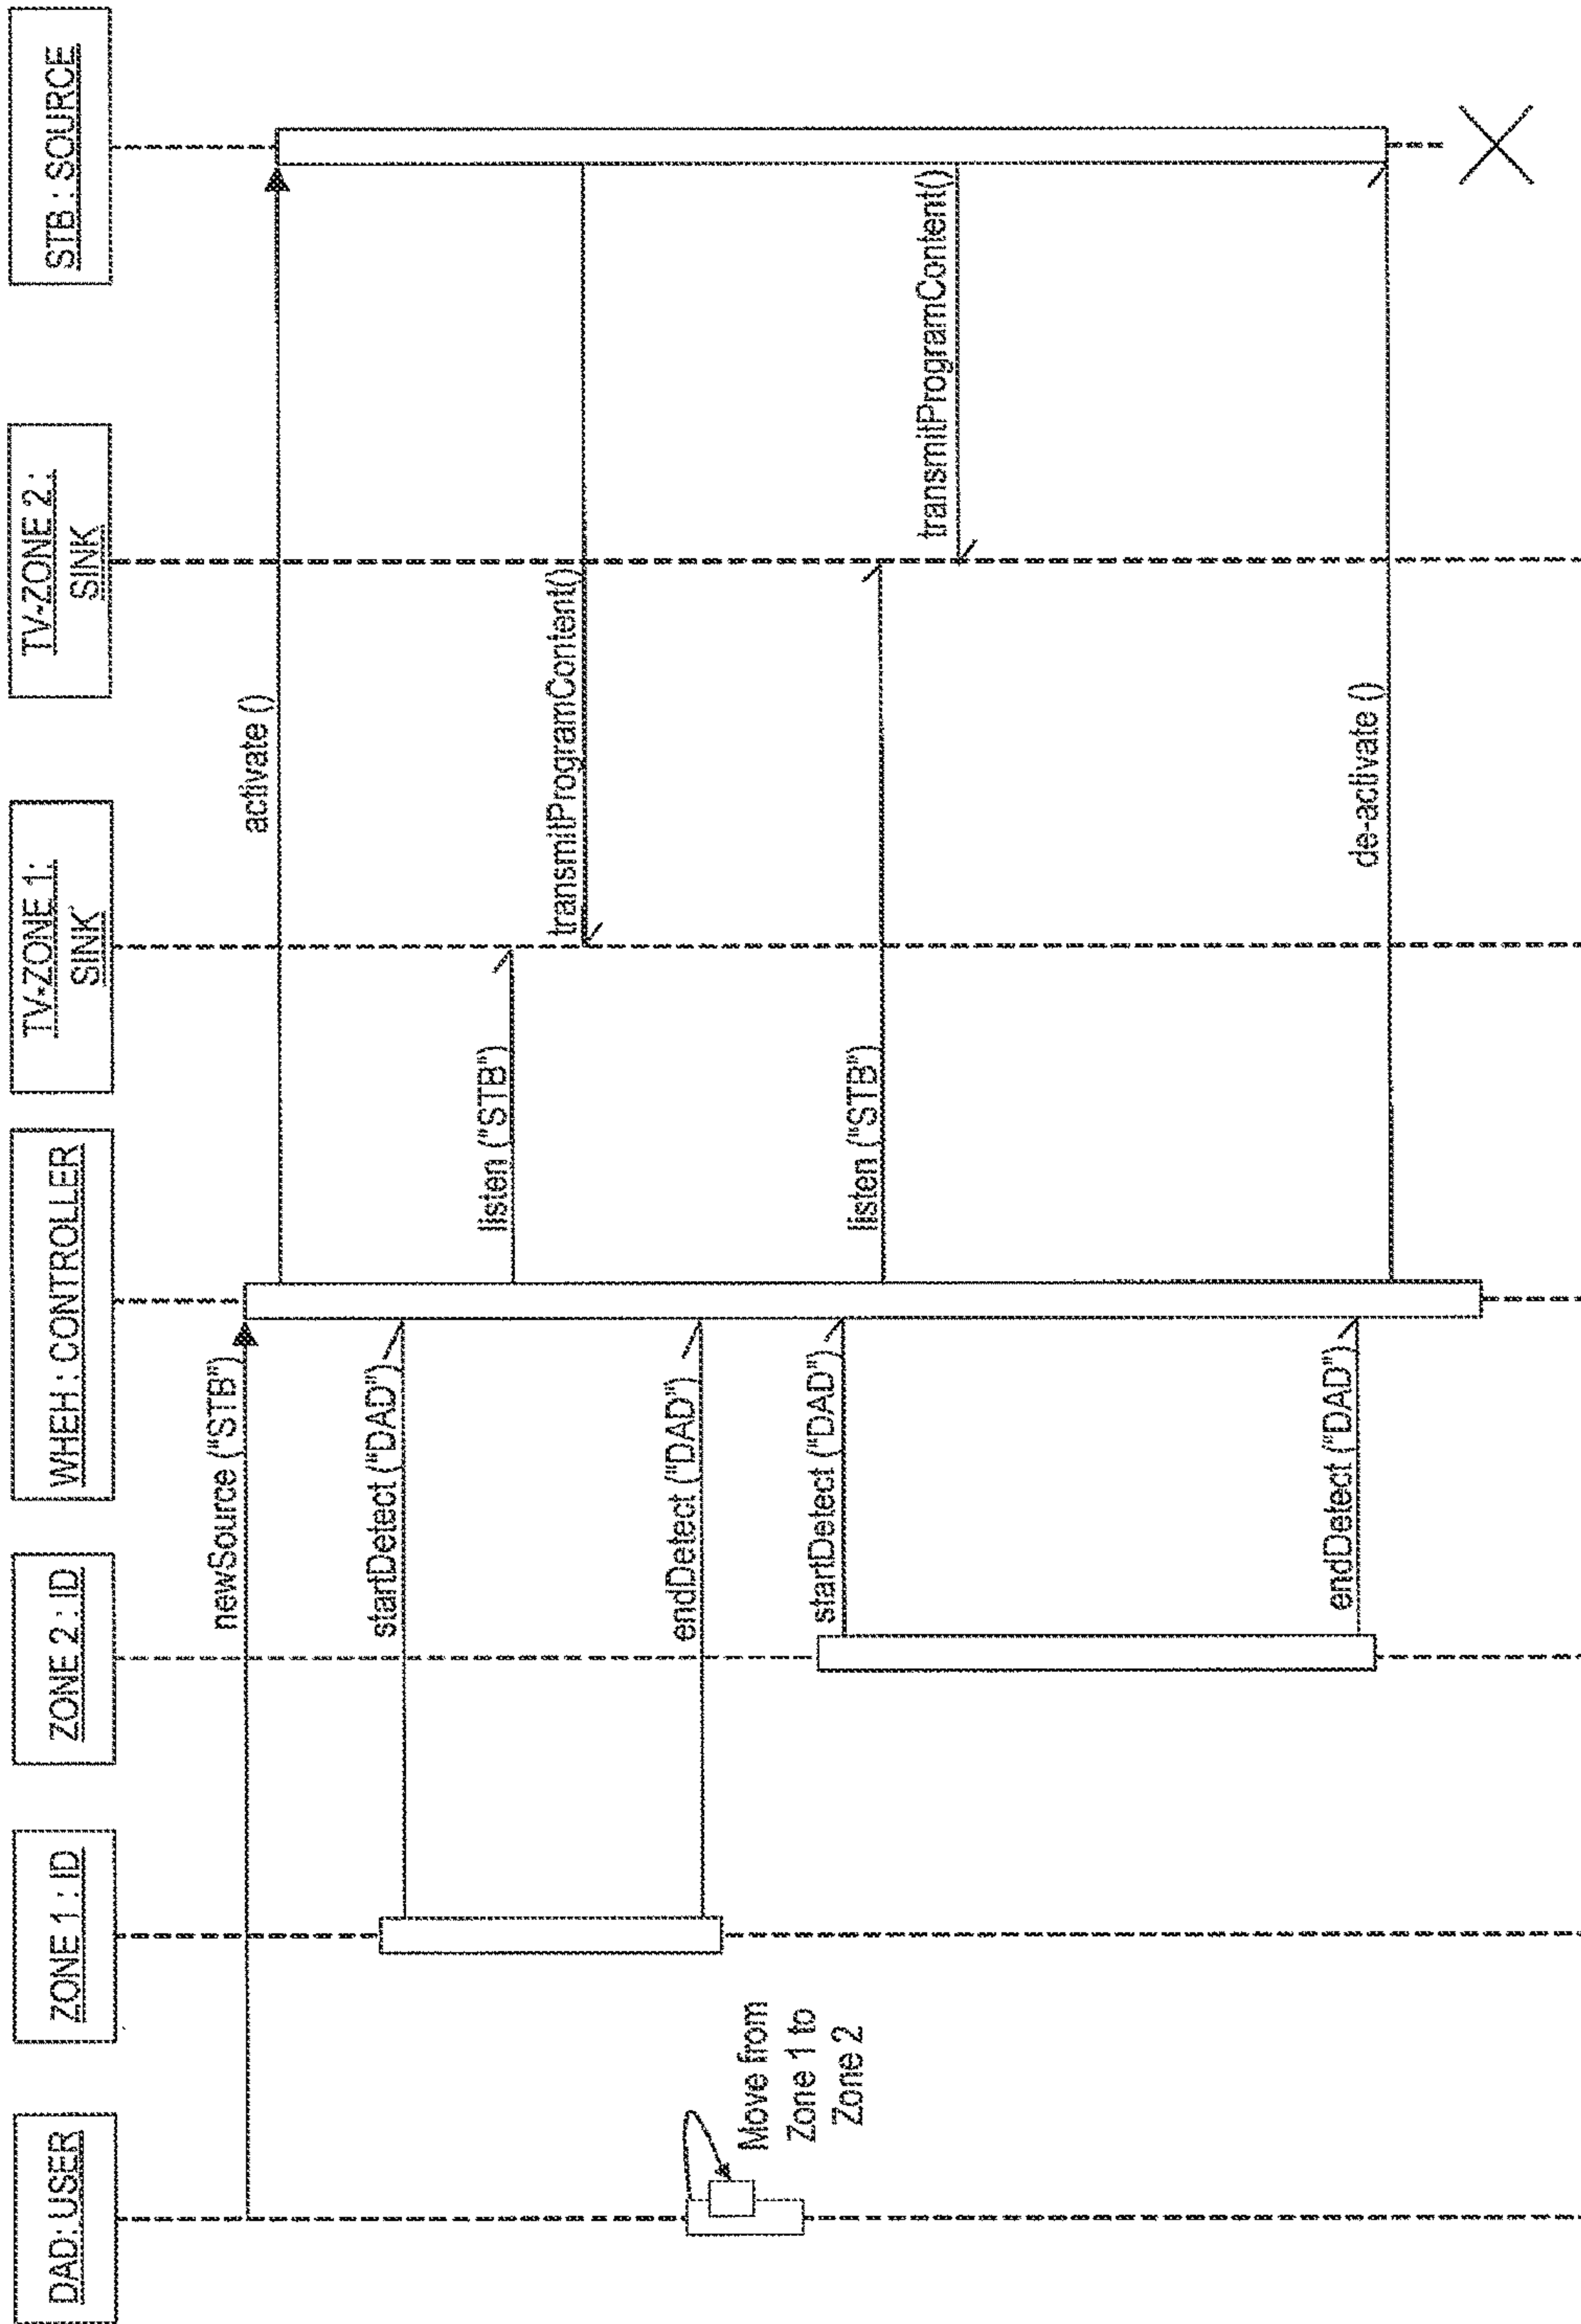 DAD: USER
ZONE 1 : ID
ZONE 2 : ID
WHEH : CONTROLLER
TV-ZONE 1:
SINK
TV-ZONE 2 :
SINK
STB : SOURCE
newSource ("STB")
activate ()
startDetect ("DAD")
listen ("STB")
transmitProgramContent()
endDetect ("DAD")
Move from
Zone 1 to
Zone 2
startDetect ("DAD")
listen ("STB")
transmitProgramContent()
endDetect ("DAD")
de-activate ()